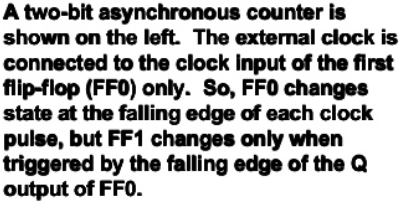 A two-bit asynchronous counter is
shown on the left.  The external clock is
connected to the clock input of the first
flip-flop (FF0) only.  So, FF0 changes
state at the falling edge of each clock
pulse, but FF1 changes only when
triggered by the falling edge of the Q
output of FF0.